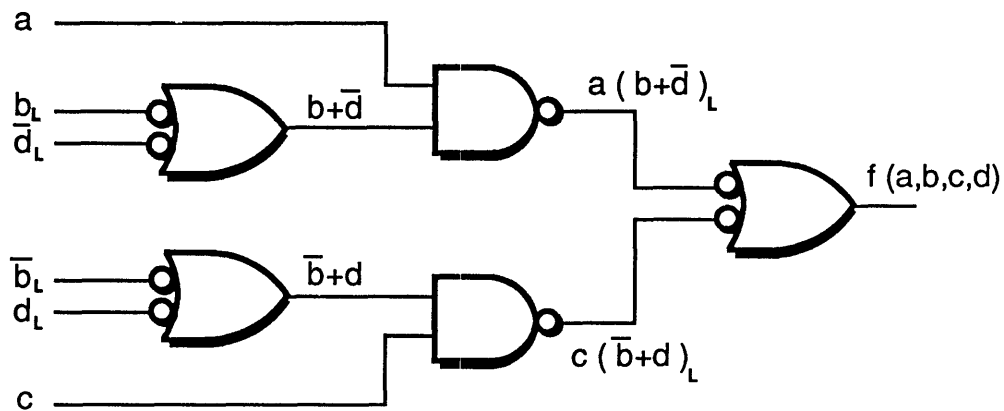 a
b_L
d̅_L
b+d̅
a (b+d̅)_L
f (a,b,c,d)
b̅_L
d_L
b̅+d
c (b̅+d)_L
c